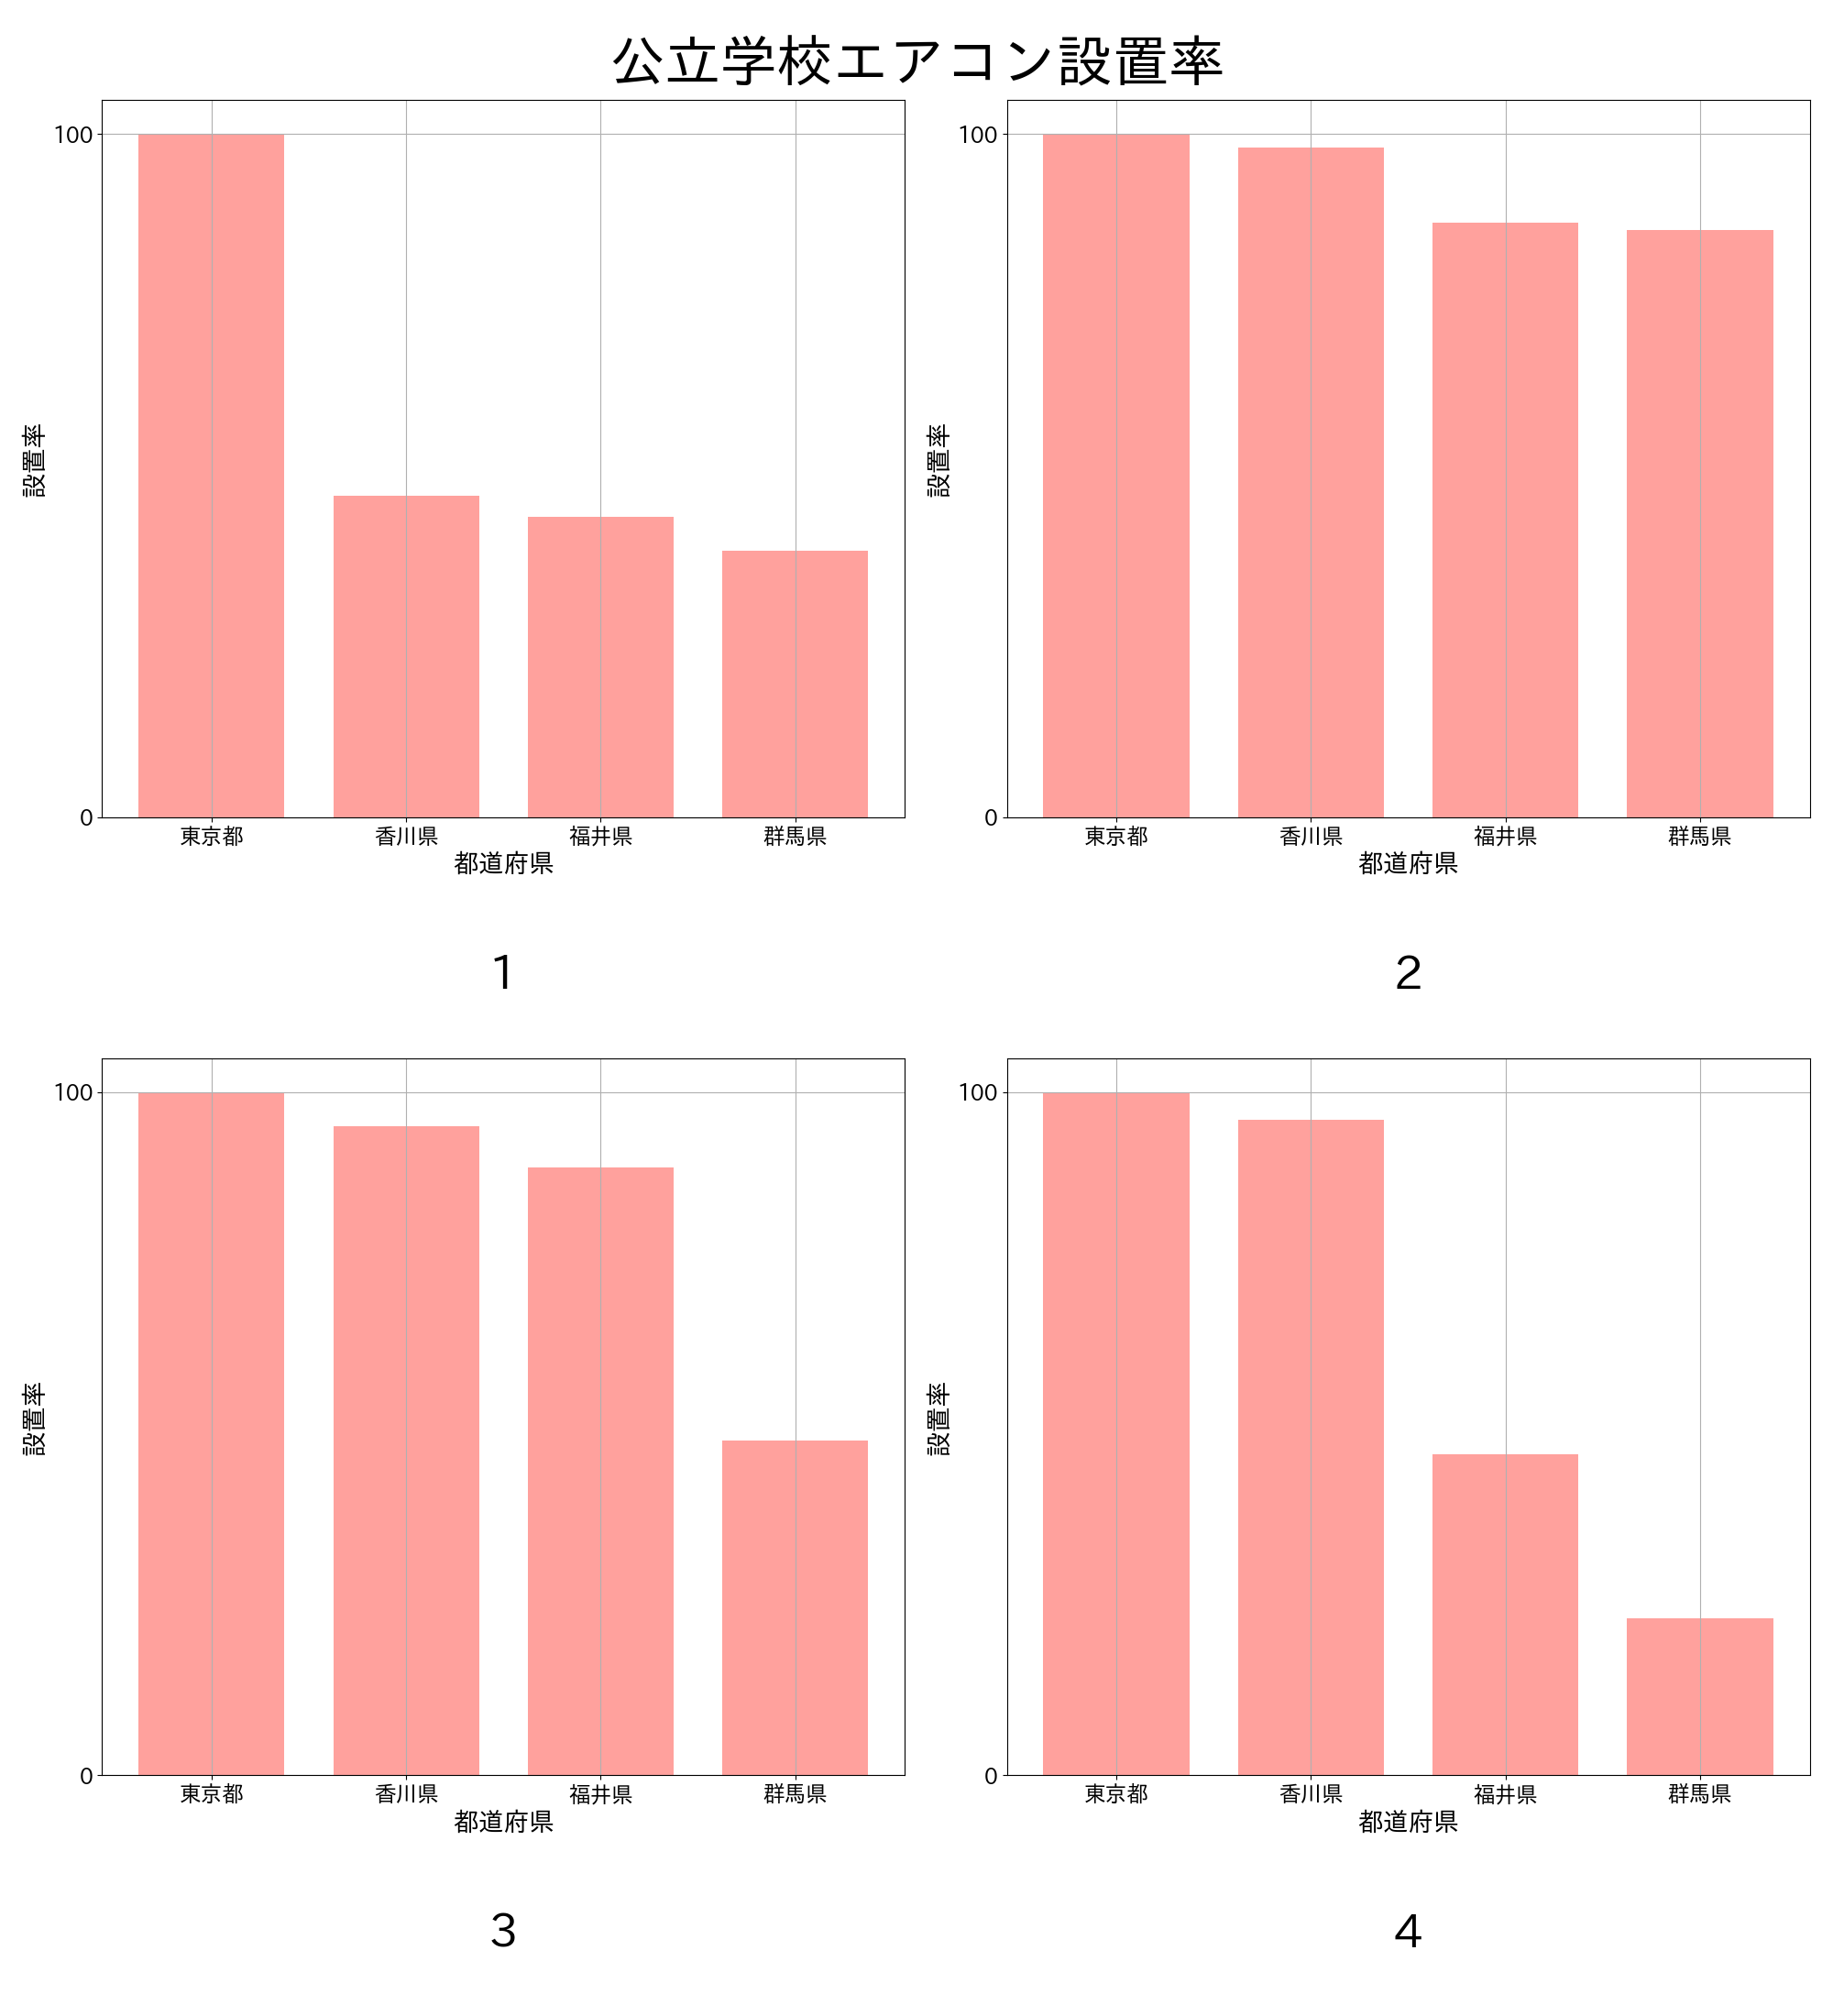 公立学校エアコン設置率
100
設置率
0
東京都 香川県 福井県 群馬県
都道府県
1
100
設置率
0
東京都 香川県 福井県 群馬県
都道府県
2
100
設置率
0
東京都 香川県 福井県 群馬県
都道府県
3
100
設置率
0
東京都 香川県 福井県 群馬県
都道府県
4